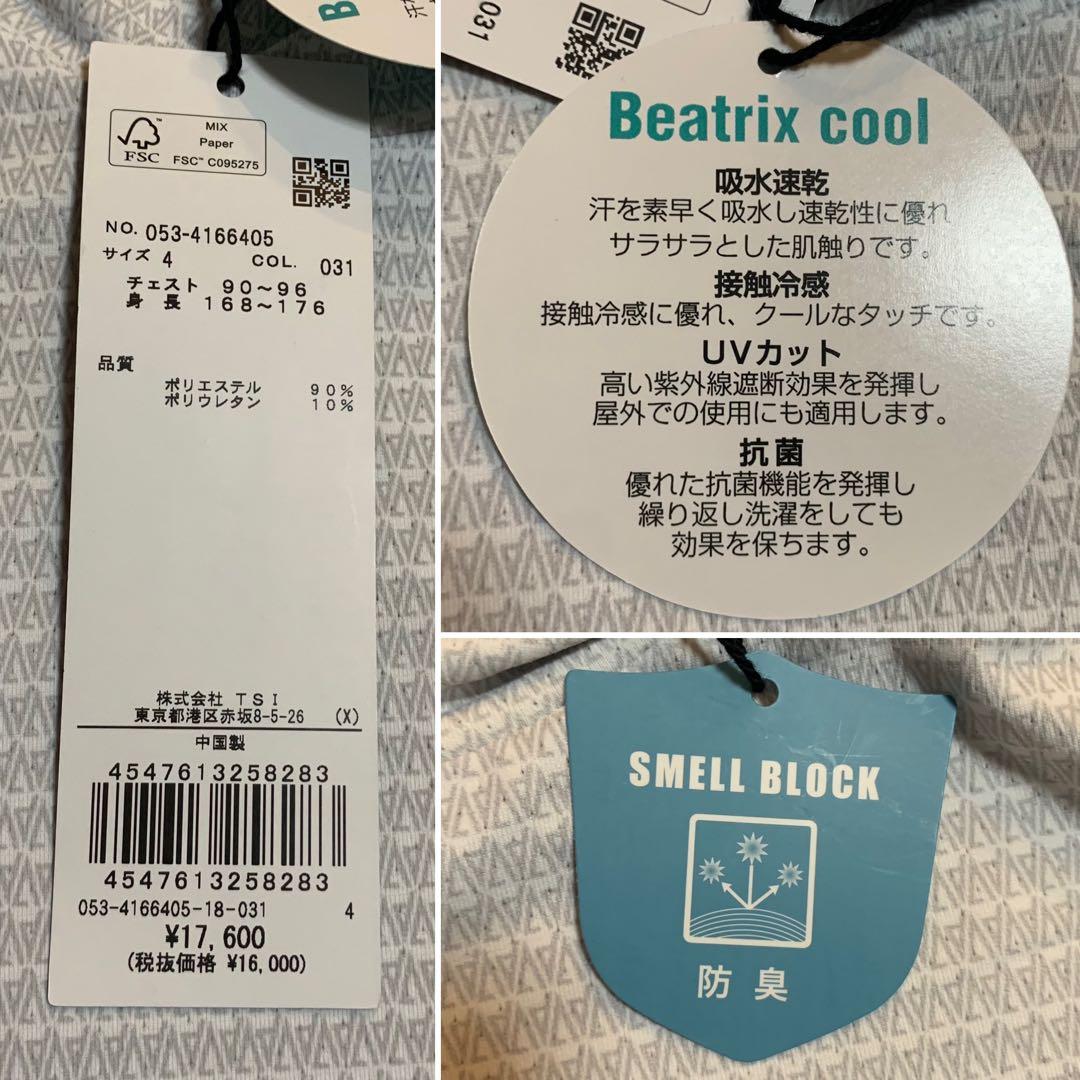 B
汗
FSC™
MIX
Paper
FSC™ C095275
NO. 053-4166405
サイズ 4 COL. 031
チェスト 90～96
身長 168～176
品質
ポリエステル 90%
ポリウレタン 10%
株式会社 TSI
東京都港区赤坂8-5-26 (X)
中国製
4547613258283
4547613258283
053-4166405-18-031 4
¥17,600
(税抜価格 ¥16,000)
031
Beatrix cool
吸水速乾
汗を素早く吸水し速乾性に優れ
サラサラとした肌触りです。
接触冷感
接触冷感に優れ、クールなタッチです。
UVカット
高い紫外線遮断効果を発揮し
屋外での使用にも適用します。
抗菌
優れた抗菌機能を発揮し
繰り返し洗濯をしても
効果を保ちます。
SMELL BLOCK
防臭